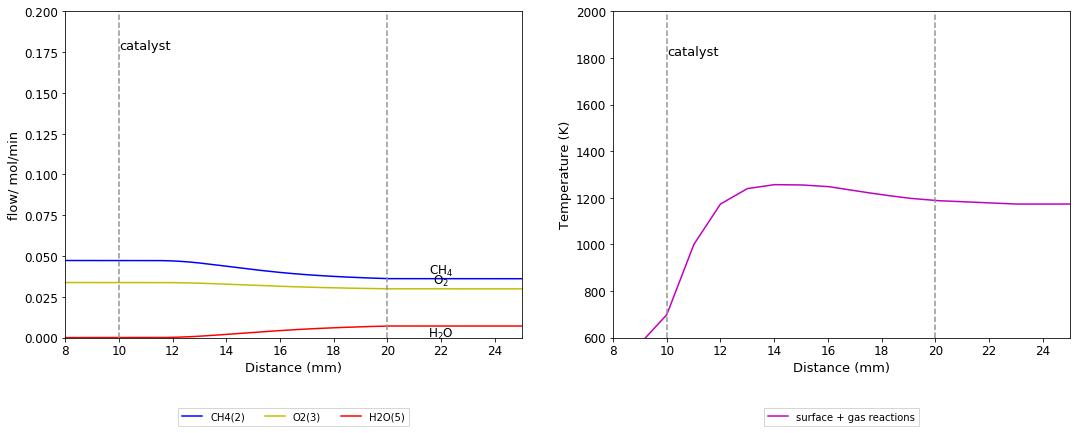 0.200
0.175
0.150
0.125
0.100
0.075
0.050
0.025
0.000
flow/ mol/min
catalyst
CH₄
O₂
H₂O
8 10 12 14 16 18 20 22 24
Distance (mm)
CH4(2) O2(3) H2O(5)
2000
1800
1600
1400
1200
1000
800
600
Temperature (K)
catalyst
8 10 12 14 16 18 20 22 24
Distance (mm)
surface + gas reactions